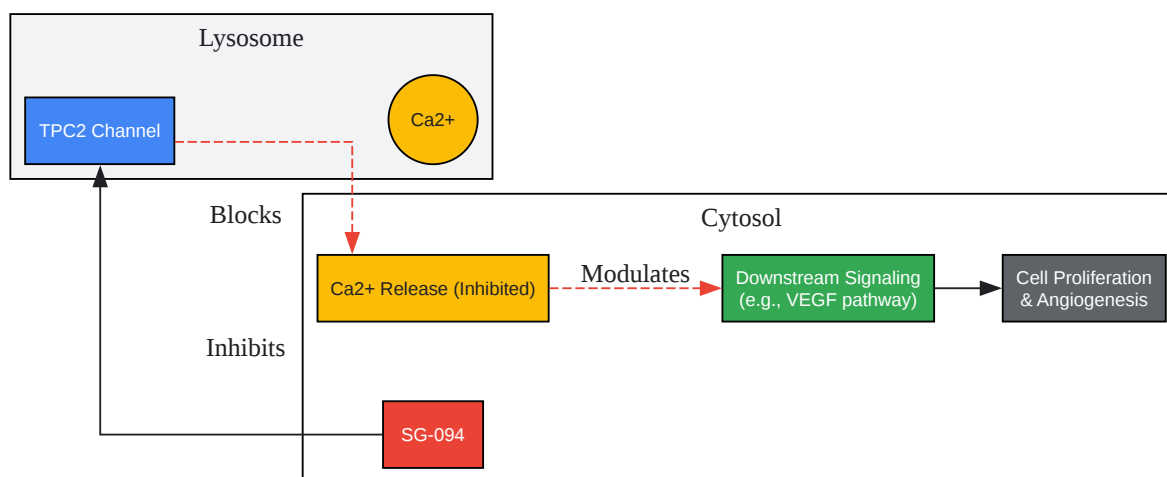 Lysosome
TPC2 Channel
Ca2+
Blocks
Cytosol
Ca2+ Release (Inhibited)
Modulates
Downstream Signaling
(e.g., VEGF pathway)
Cell Proliferation
& Angiogenesis
Inhibits
SG-094